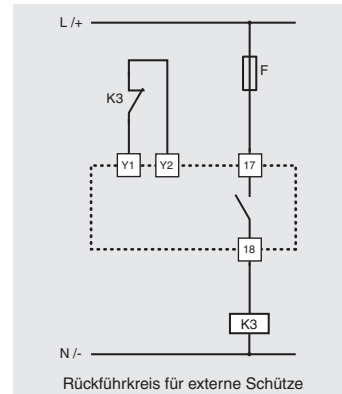 L /+
F
K3
Y1 Y2 17
18
K3
N /-
Rückführkreis für externe Schütze